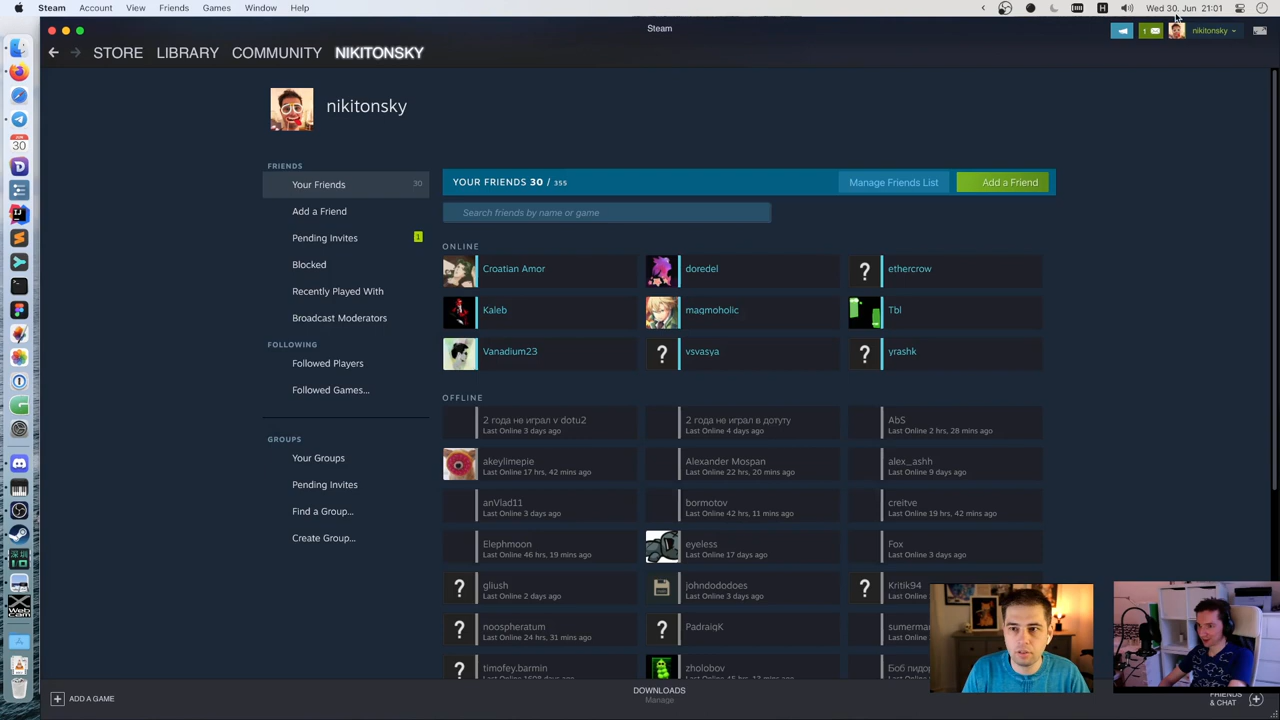 Steam Account View Friends Games Window Help
Wed 30. Jun 21:01
Steam
1
nikitonsky
STORE LIBRARY COMMUNITY NIKITONSKY
nikitonsky
FRIENDS
Your Friends 30
Add a Friend
Pending Invites 1
Blocked
Recently Played With
Broadcast Moderators
FOLLOWING
Followed Players
Followed Games...
GROUPS
Your Groups
Pending Invites
Find a Group...
Create Group...
YOUR FRIENDS 30 / 355
Manage Friends List
Add a Friend
Search friends by name or game
ONLINE
Croatian Amor
doredel
ethercrow
Kaleb
magmoholic
Tbl
Vanadium23
vsvasya
yrashk
OFFLINE
2 года не играл v dotu2
Last Online 3 days ago
2 года не играл в дотуту
Last Online 4 days ago
AbS
Last Online 2 hrs, 28 mins ago
akeylimepie
Last Online 17 hrs, 42 mins ago
Alexander Mospan
Last Online 22 hrs, 20 mins ago
alex_ashh
Last Online 9 days ago
anVlad11
Last Online 3 days ago
bormotov
Last Online 42 hrs, 11 mins ago
creitve
Last Online 19 hrs, 42 mins ago
Elephmoon
Last Online 46 hrs, 19 mins ago
eyeless
Last Online 17 days ago
Fox
Last Online 3 days ago
gliush
Last Online 2 days ago
johndododoes
Last Online 3 days ago
Kritik94
noospheratum
Last Online 24 hrs, 31 mins ago
PadraigK
timofey.barmin
zholobov
ADD A GAME
DOWNLOADS
Manage
FRIENDS
& CHAT